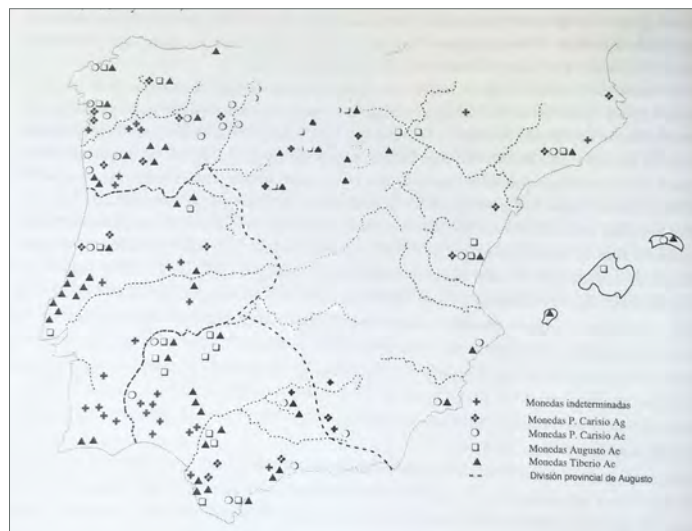 Monedas indeterminadas
Monedas P. Carisio Ag
Monedas P. Carisio Ae
Monedas Augusto Ae
Monedas Tiberio Ae
División provincial de Augusto